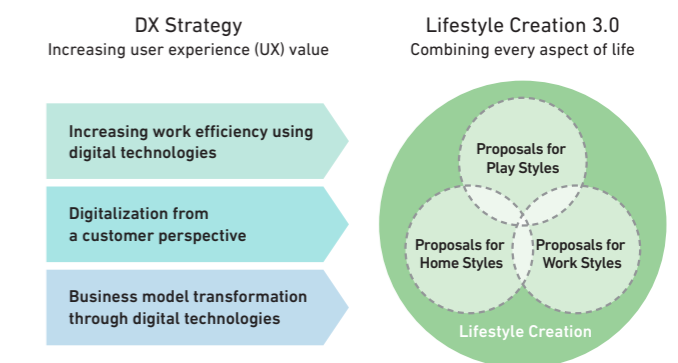 DX Strategy
Increasing user experience (UX) value
Increasing work efficiency using
digital technologies
Digitalization from
a customer perspective
Business model transformation
through digital technologies
Lifestyle Creation 3.0
Combining every aspect of life
Proposals for
Play Styles
Proposals for
Home Styles
Proposals for
Work Styles
Lifestyle Creation